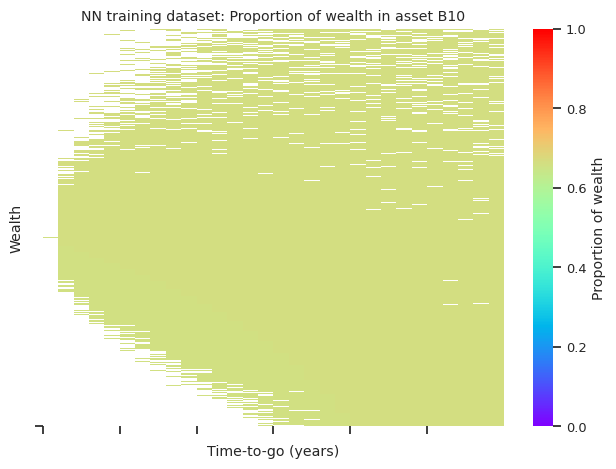 NN training dataset: Proportion of wealth in asset B10
Wealth
Time-to-go (years)
1.0
0.8
0.6
0.4
0.2
0.0
Proportion of wealth